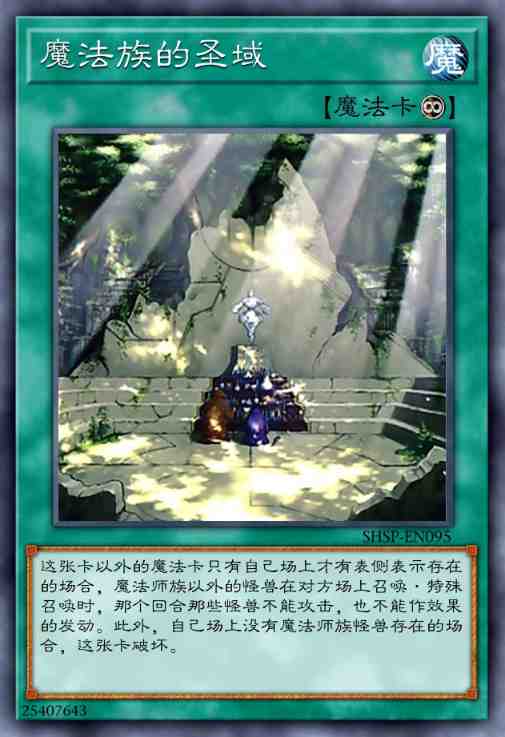 魔法族的圣域
魔
【魔法卡♾】
SHSP-EN095
这张卡以外的魔法卡只有自己场上才有表侧表示存在
的场合，魔法师族以外的怪兽在对方场上召唤·特殊
召唤时，那个回合那些怪兽不能攻击，也不能作效果
的发动。此外，自己场上没有魔法师族怪兽存在的场
合，这张卡破坏。
25407643